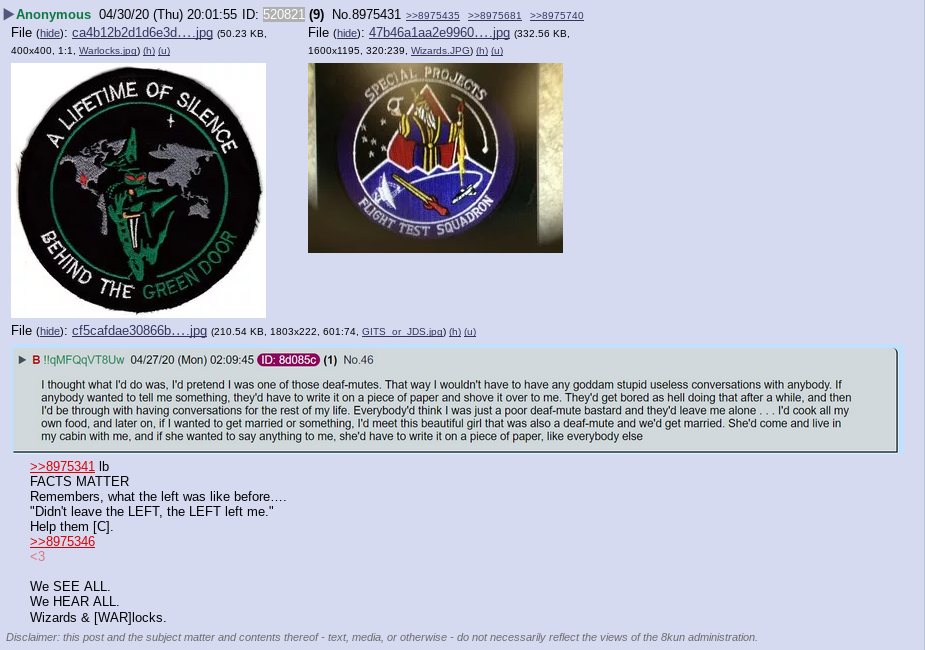 Anonymous 04/30/20 (Thu) 20:01:55 ID: 520821 (9) No.8975431 >>8975435 >>8975681 >>8975740
File (hide): ca4b12b2d1d6e3d….jpg (50.23 KB,
400x400, 1:1, Warlocks.jpg) (h) (u)
File (hide): 47b46a1aa2e9960….jpg (332.56 KB,
1600x1195, 320:239, Wizards.JPG) (h) (u)
A LIFETIME OF SILENCE
BEHIND THE GREEN DOOR
SPECIAL PROJECTS
FLIGHT TEST SQUADRON
File (hide): cf5cafdae30866b….jpg (210.54 KB, 1803x222, 601:74, GITS_or_JDS.jpg) (h) (u)
B !!qMFQqVT8Uw 04/27/20 (Mon) 02:09:45 ID: 8d085c (1) No.46
I thought what I'd do was, I'd pretend I was one of those deaf-mutes. That way I wouldn't have to have any goddam stupid useless conversations with anybody. If
anybody wanted to tell me something, they'd have to write it on a piece of paper and shove it over to me. They'd get bored as hell doing that after a while, and then
I'd be through with having conversations for the rest of my life. Everybody'd think I was just a poor deaf-mute bastard and they'd leave me alone . . . I'd cook all my
own food, and later on, if I wanted to get married or something, I'd meet this beautiful girl that was also a deaf-mute and we'd get married. She'd come and live in
my cabin with me, and if she wanted to say anything to me, she'd have to write it on a piece of paper, like everybody else
>>8975341 lb
FACTS MATTER
Remembers, what the left was like before….
"Didn't leave the LEFT, the LEFT left me."
Help them [C].
>>8975346
<3
We SEE ALL.
We HEAR ALL.
Wizards & [WAR]locks.
Disclaimer: this post and the subject matter and contents thereof - text, media, or otherwise - do not necessarily reflect the views of the 8kun administration.